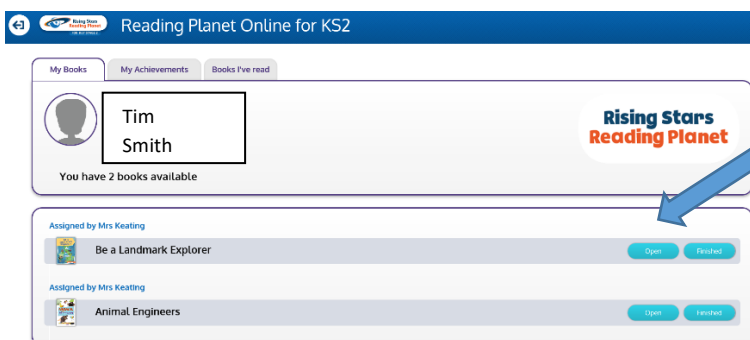 Rising Stars
Reading Planet
Reading Planet Online for KS2
My Books
My Achievements
Books I've read
Tim
Smith
Rising Stars
Reading Planet
You have 2 books available
Assigned by Mrs Keating
Be a Landmark Explorer
Open
Finished
Assigned by Mrs Keating
Animal Engineers
Open
Finished